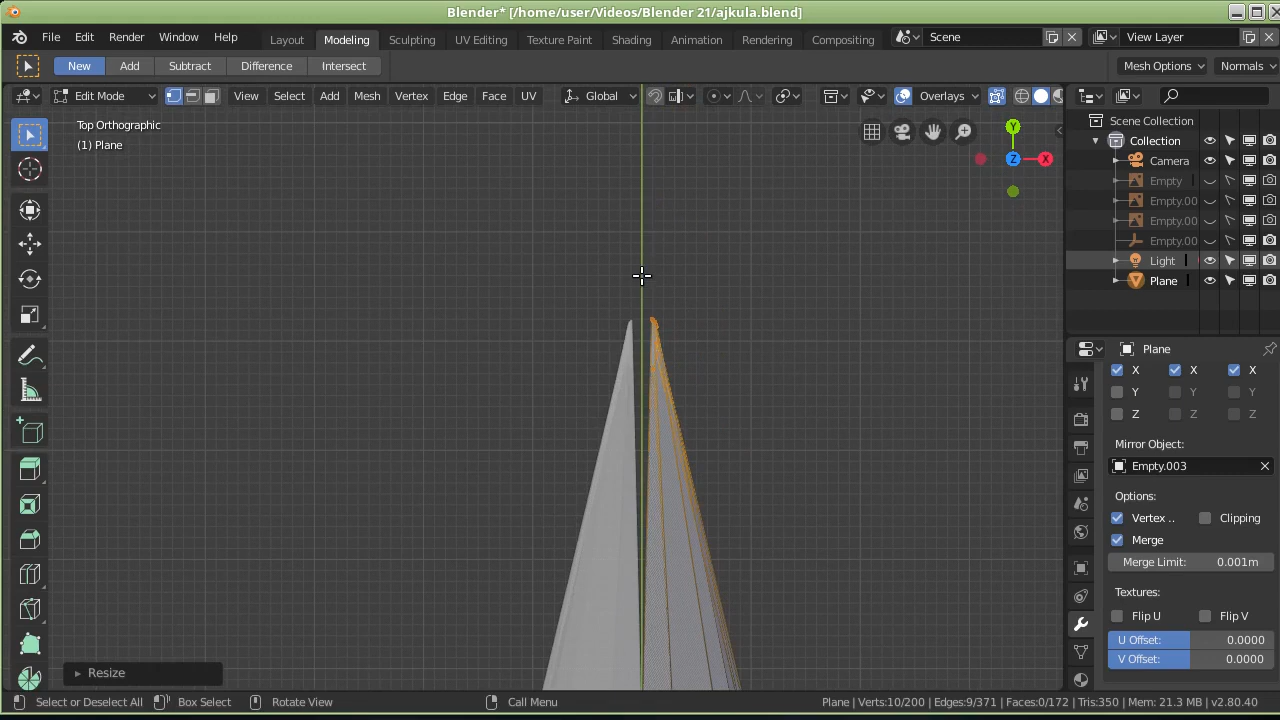 Blender* [/home/user/Videos/Blender 21/ajkula.blend]
File Edit Render Window Help Layout Modeling Sculpting UV Editing Texture Paint Shading Animation Rendering Compositing Scene View Layer
New Add Subtract Difference Intersect Mesh Options Normals
Edit Mode View Select Add Mesh Vertex Edge Face UV Global Overlays
Top Orthographic
(1) Plane
Y
Z X
Scene Collection
Collection
Camera
Empty
Empty.00
Empty.00
Empty.00
Light
Plane
Plane
X X X
Y Y Y
Z Z Z
Mirror Object:
Empty.003
Options:
Vertex .. Clipping
Merge
Merge Limit: 0.001m
Textures:
Flip U Flip V
U Offset: 0.0000
V Offset: 0.0000
Resize
Select or Deselect All Box Select Rotate View Call Menu Plane | Verts:10/200 | Edges:9/371 | Faces:0/172 | Tris:350 | Mem: 21.3 MB | v2.80.40